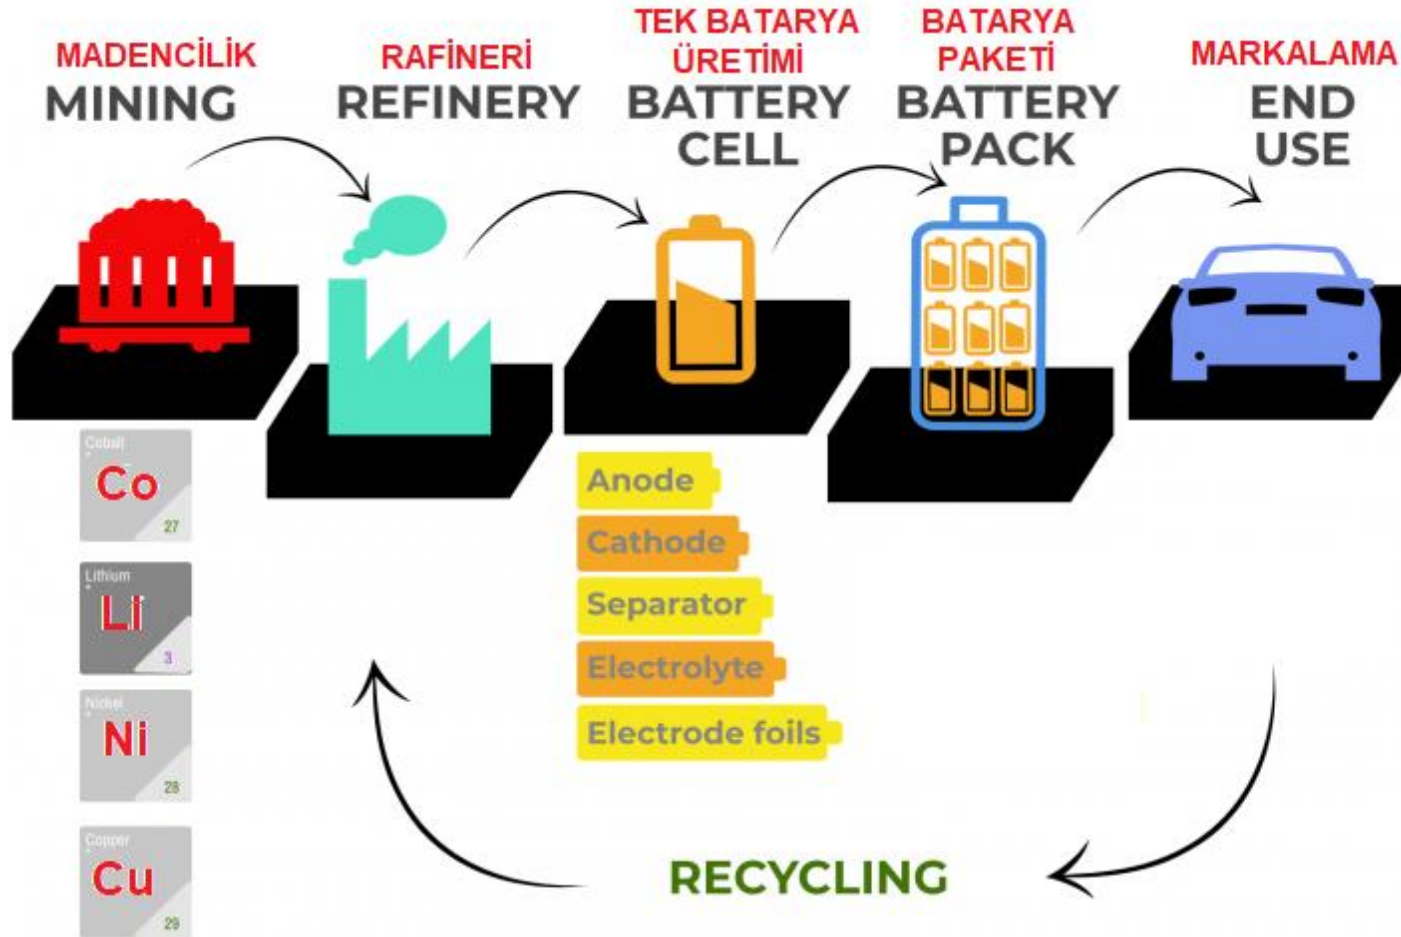 MADENCİLİK
MINING
RAFİNERİ
REFINERY
TEK BATARYA
ÜRETİMİ
BATTERY
CELL
BATARYA
PAKETİ
BATTERY
PACK
MARKALAMA
END
USE
Cobalt
Co
27
Lithium
Li
3
Nickel
Ni
28
Copper
Cu
29
Anode
Cathode
Separator
Electrolyte
Electrode foils
RECYCLING